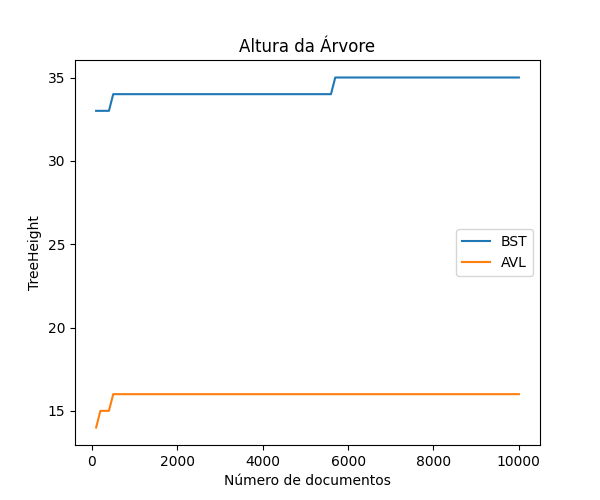 Altura da Árvore
TreeHeight
35
30
25
20
15
BST
AVL
0 2000 4000 6000 8000 10000
Número de documentos